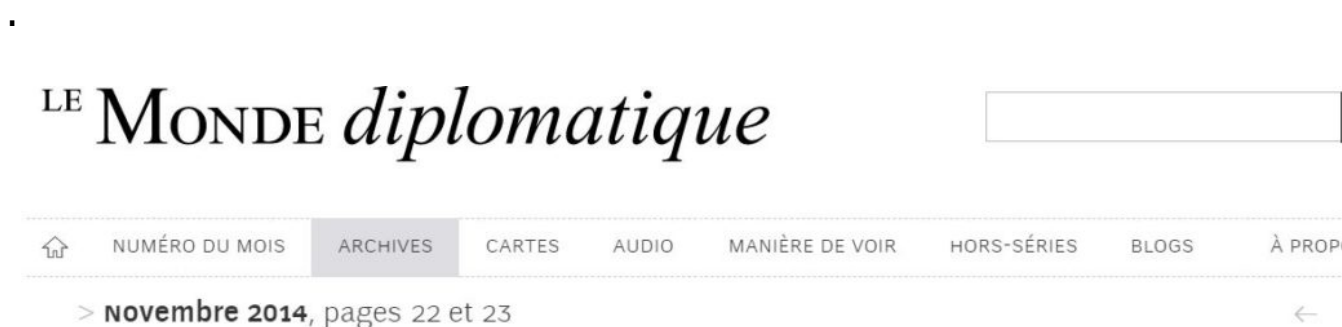 .
LE MONDE diplomatique
NUMÉRO DU MOIS ARCHIVES CARTES AUDIO MANIÈRE DE VOIR HORS-SÉRIES BLOGS À PROP
> Novembre 2014, pages 22 et 23 ←